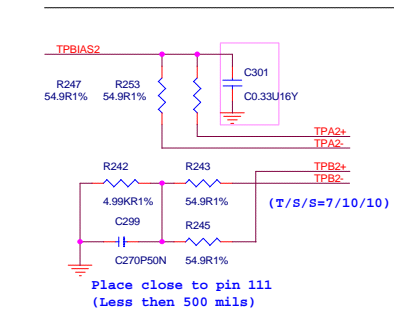 TPBIAS2
C301
R247
R253
54.9R1%
54.9R1%
C0.33U16Y
TPA2+
TPA2-
R242
R243
TPB2+
TPB2-
4.99KR1%
54.9R1%
(T/S/S=7/10/10)
C299
R245
C270P50N
54.9R1%
Place close to pin 111
(Less then 500 mils)